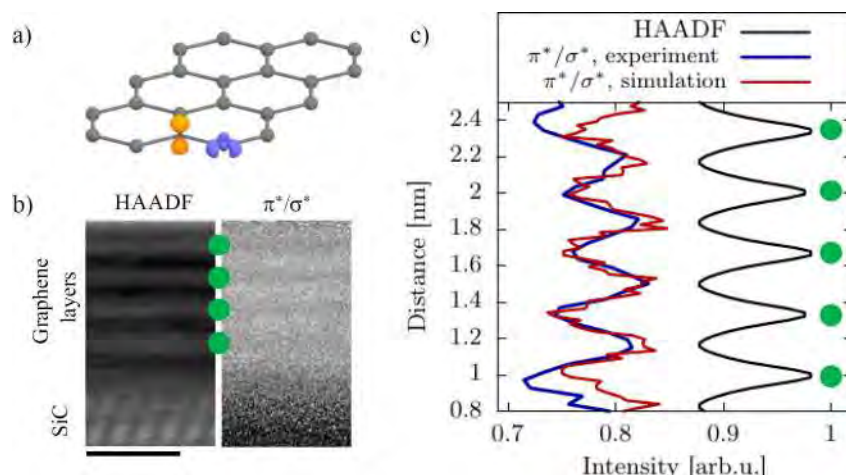 a)
b)
HAADF
π*/σ*
Graphene
layers
SiC
c)
HAADF
π*/σ*, experiment
π*/σ*, simulation
Distance [nm]
2.4
2.2
2
1.8
1.6
1.4
1.2
1
0.8
0.7
0.8
0.9
1
Intensity [arb.u.]